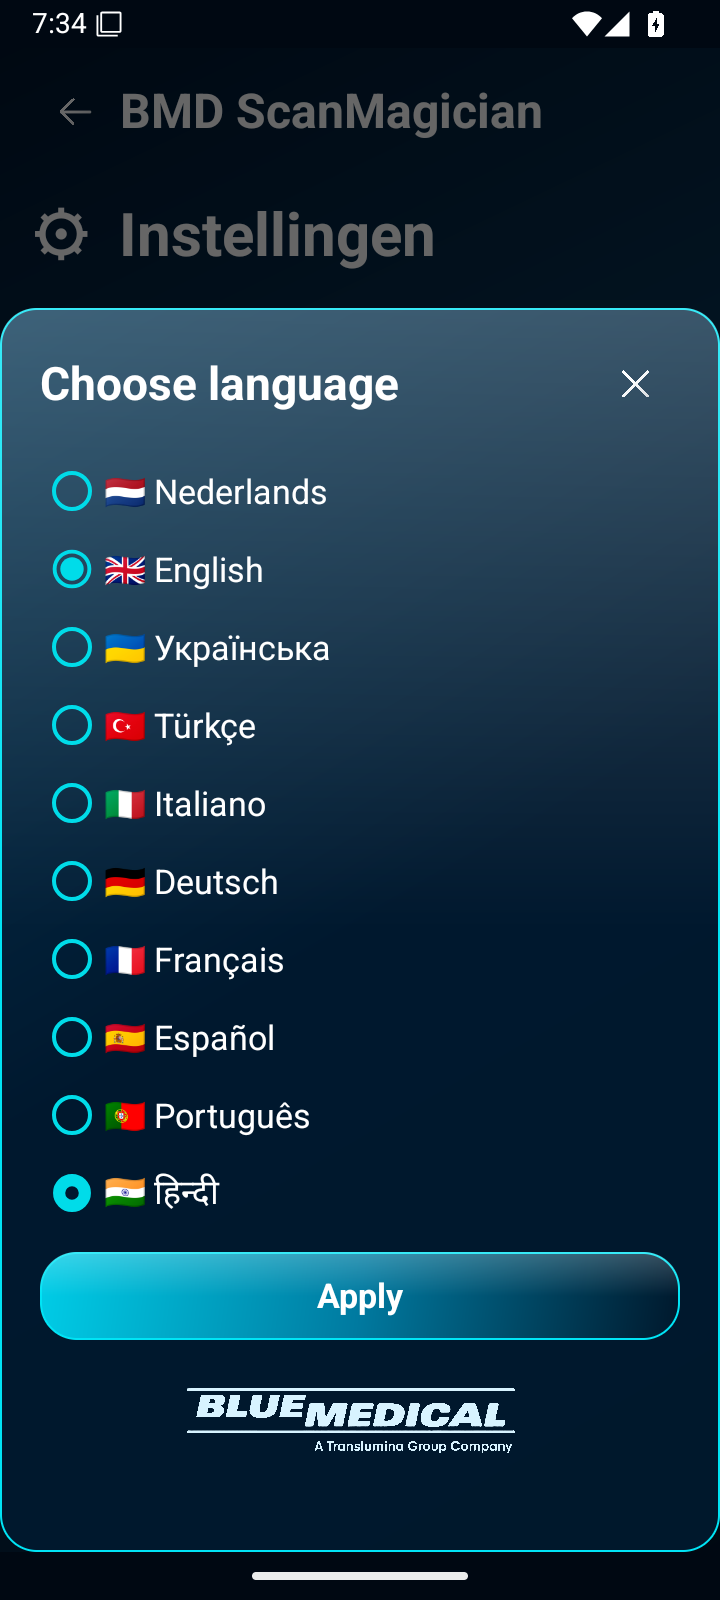 7:34
BMD ScanMagician
Instellingen
Choose language
Nederlands
English
Українська
Türkçe
Italiano
Deutsch
Français
Español
Português
हिन्दी
Apply
BLUEMEDICAL
A Translumina Group Company